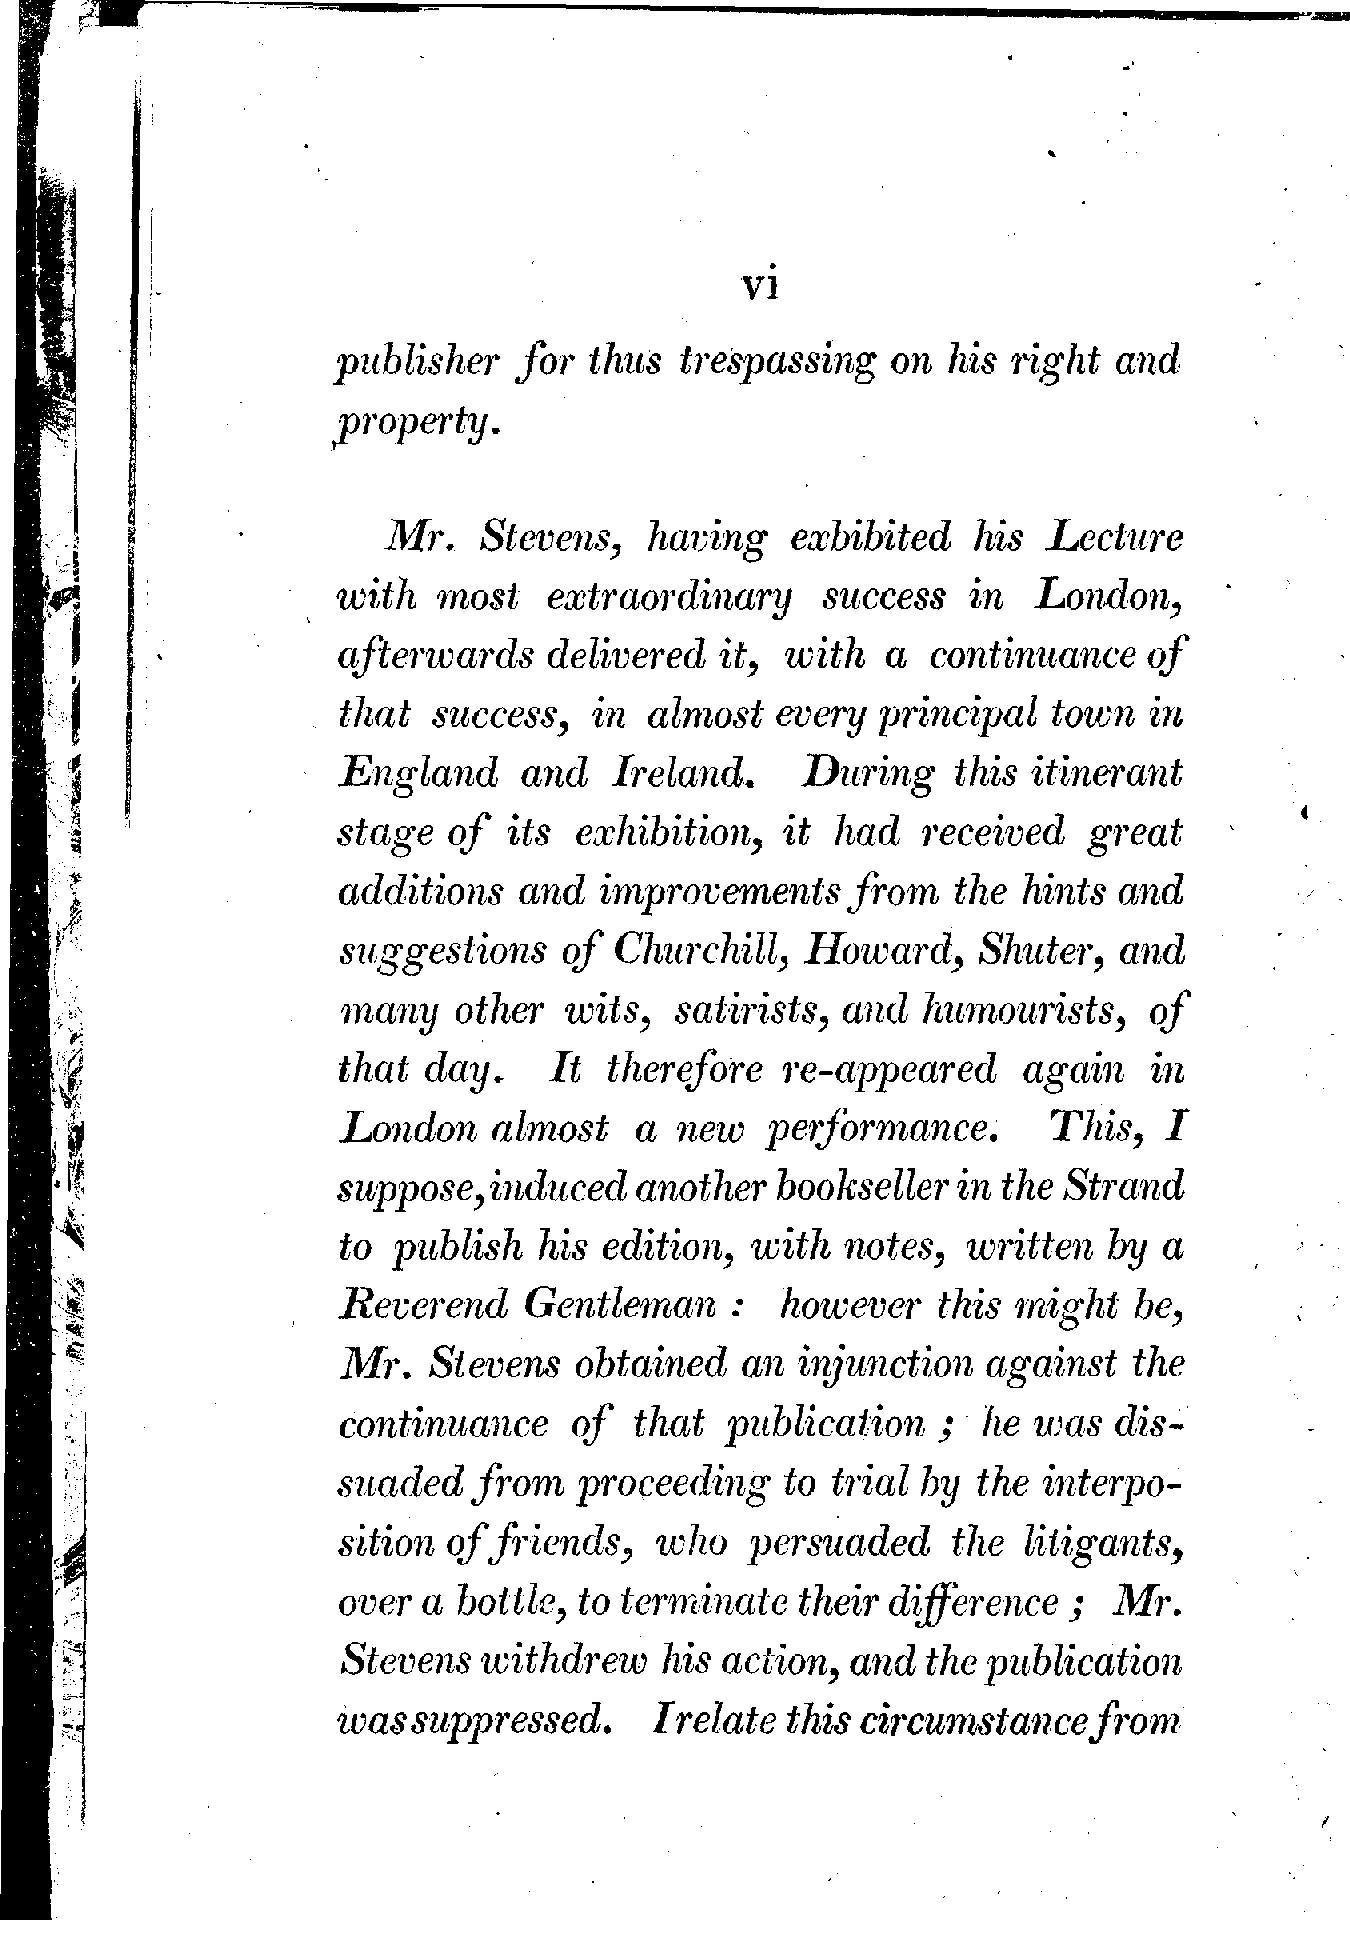 vi
publisher for thus trespassing on his right and
property.
Mr. Stevens, having exbibited his Lecture
with most extraordinary success in London,
afterwards delivered it, with a continuance of
that success, in almost every principal town in
England and Ireland. During this itinerant
stage of its exhibition, it had received great
additions and improvements from the hints and
suggestions of Churchill, Howard, Shuter, and
many other wits, satirists, and humourists, of
that day. It therefore re-appeared again in
London almost a new performance. This, I
suppose, induced another bookseller in the Strand
to publish his edition, with notes, written by a
Reverend Gentleman : however this might be,
Mr. Stevens obtained an injunction against the
continuance of that publication ; he was dis-
suaded from proceeding to trial by the interpo-
sition of friends, who persuaded the litigants,
over a bottle, to terminate their difference ; Mr.
Stevens withdrew his action, and the publication
was suppressed. I relate this circumstance from